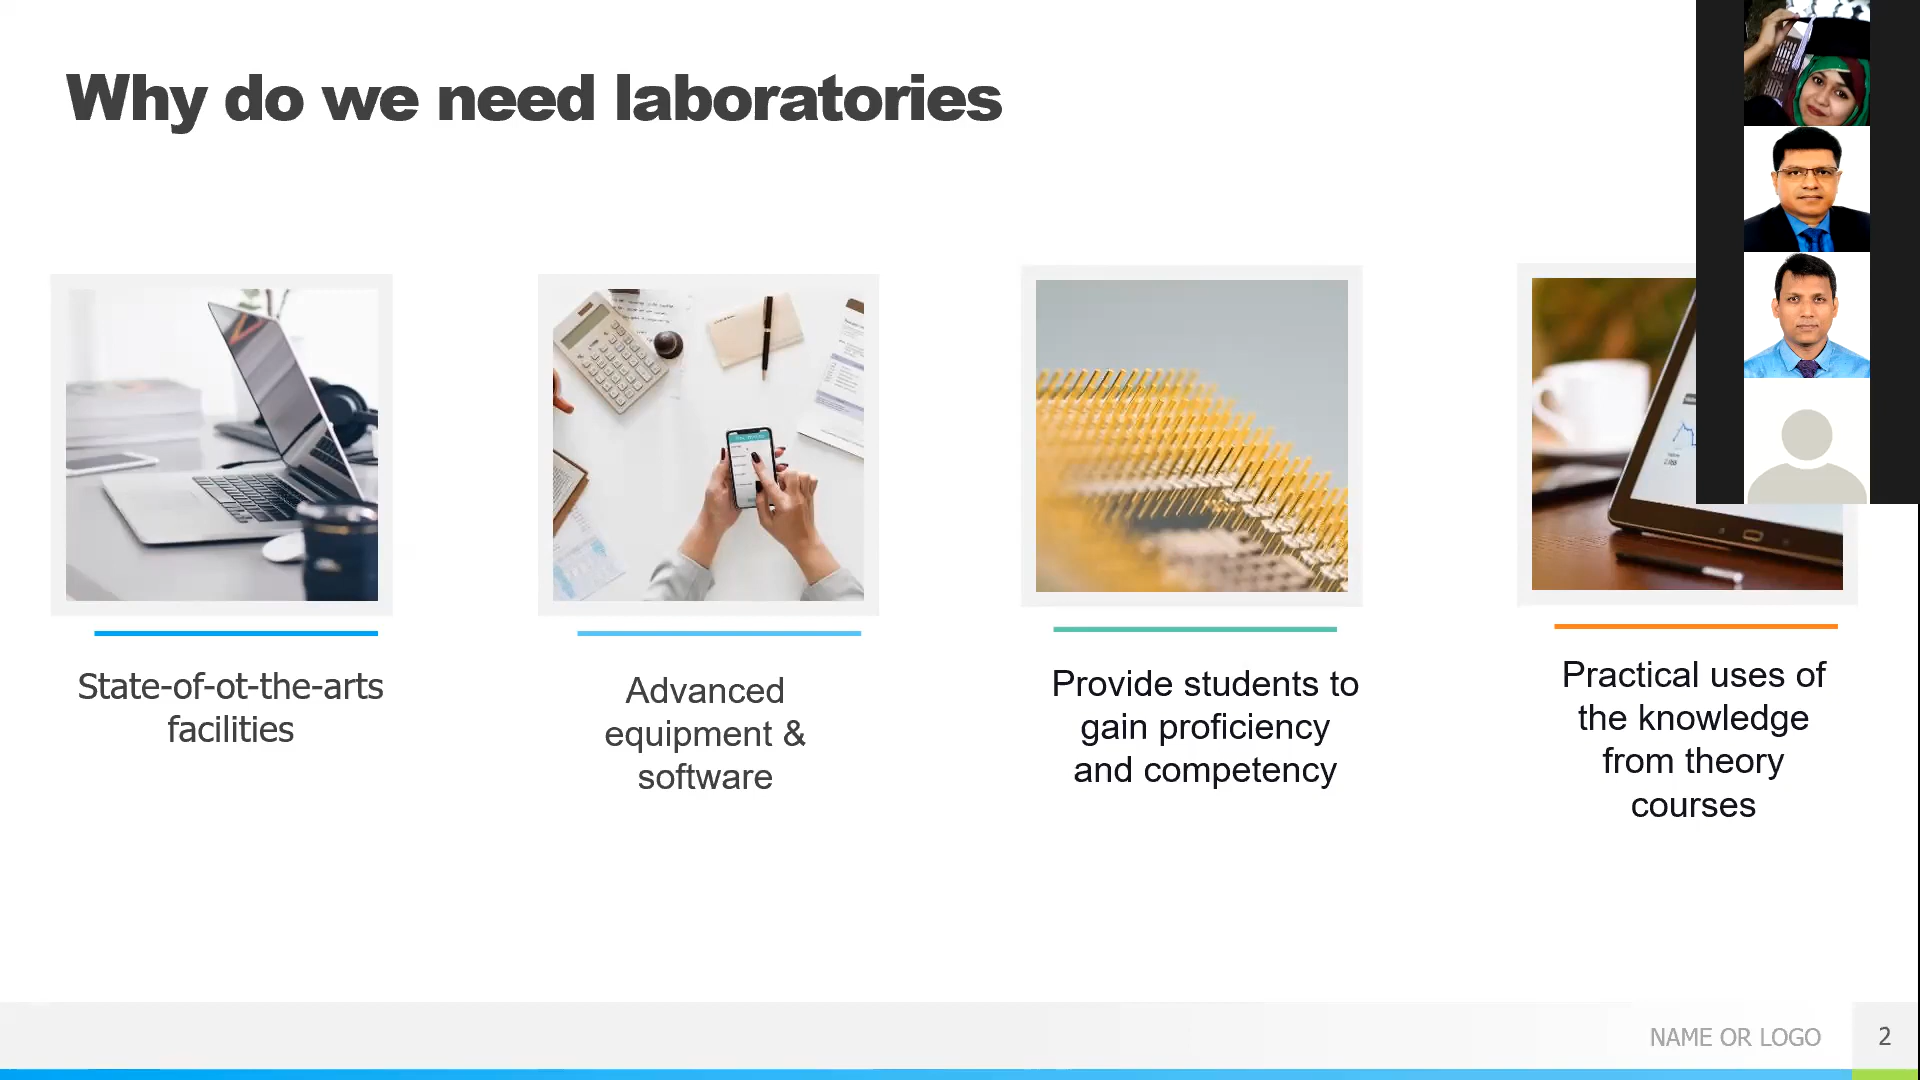 Why do we need laboratories
State-of-ot-the-arts
facilities
Advanced
equipment &
software
Provide students to
gain proficiency
and competency
Practical uses of
the knowledge
from theory
courses
NAME OR LOGO
2